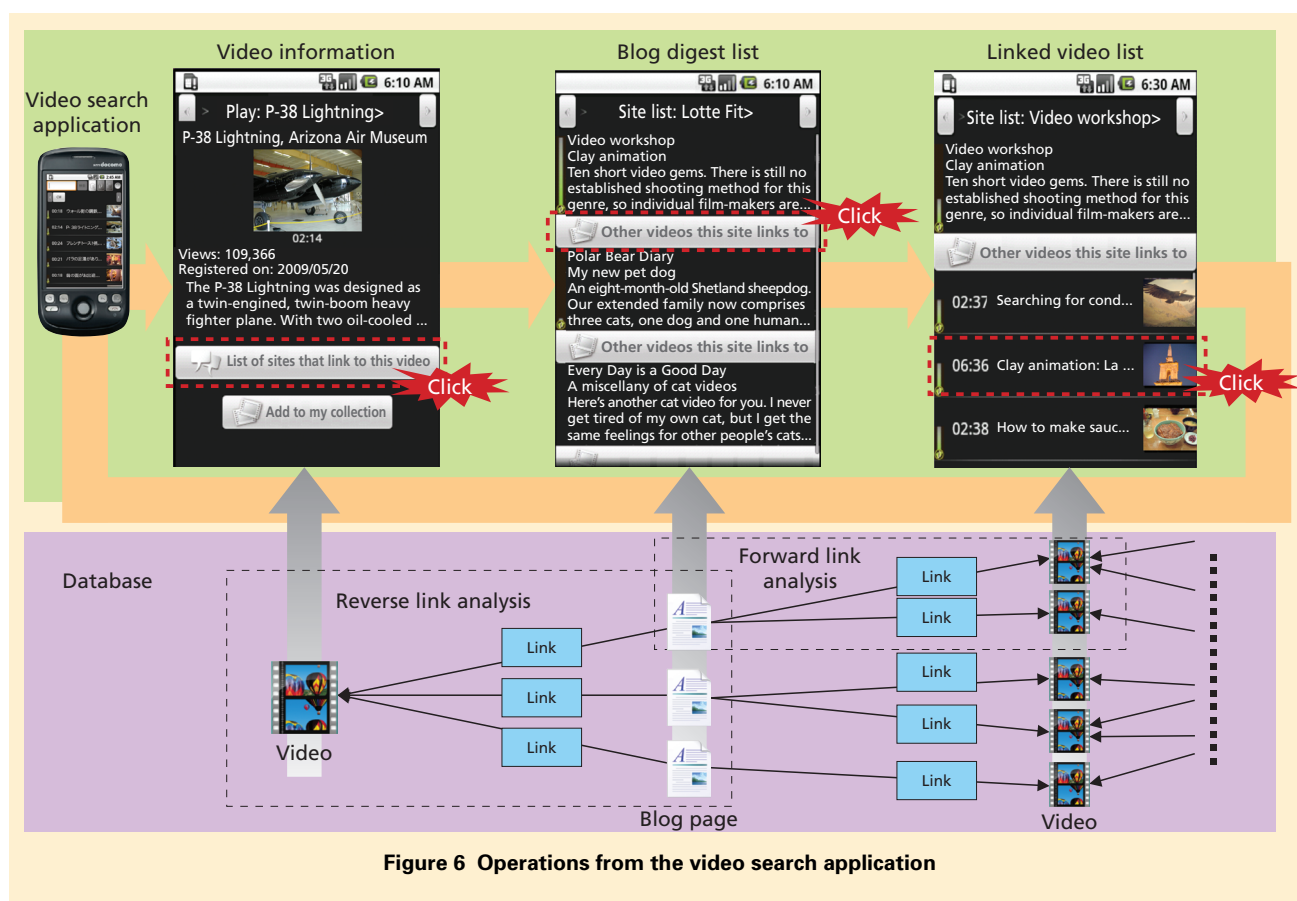 Video information
Blog digest list
Linked video list
Video search
application
3G
6:10 AM
> Play: P-38 Lightning>
P-38 Lightning, Arizona Air Museum
02:14
Views: 109,366
Registered on: 2009/05/20
The P-38 Lightning was designed as
a twin-engined, twin-boom heavy
fighter plane. With two oil-cooled ...
List of sites that link to this video
Click
Add to my collection
3G
6:10 AM
> Site list: Lotte Fit>
Video workshop
Clay animation
Ten short video gems. There is still no
established shooting method for this
genre, so individual film-makers are...
Click
Other videos this site links to
Polar Bear Diary
My new pet dog
An eight-month-old Shetland sheepdog.
Our extended family now comprises
three cats, one dog and one human...
Other videos this site links to
Every Day is a Good Day
A miscellany of cat videos
Here's another cat video for you. I never
get tired of my own cat, but I get the
same feelings for other people's cats...
3G
6:30 AM
>Site list: Video workshop>
Video workshop
Clay animation
Ten short video gems. There is still no
established shooting method for this
genre, so individual film-makers are...
Other videos this site links to
02:37 Searching for cond...
06:36 Clay animation: La ...
Click
02:38 How to make sauc...
Database
Reverse link analysis
Forward link
analysis
Link
Link
Link
Link
Link
Link
Link
Link
Video
Blog page
Video
Figure 6 Operations from the video search application